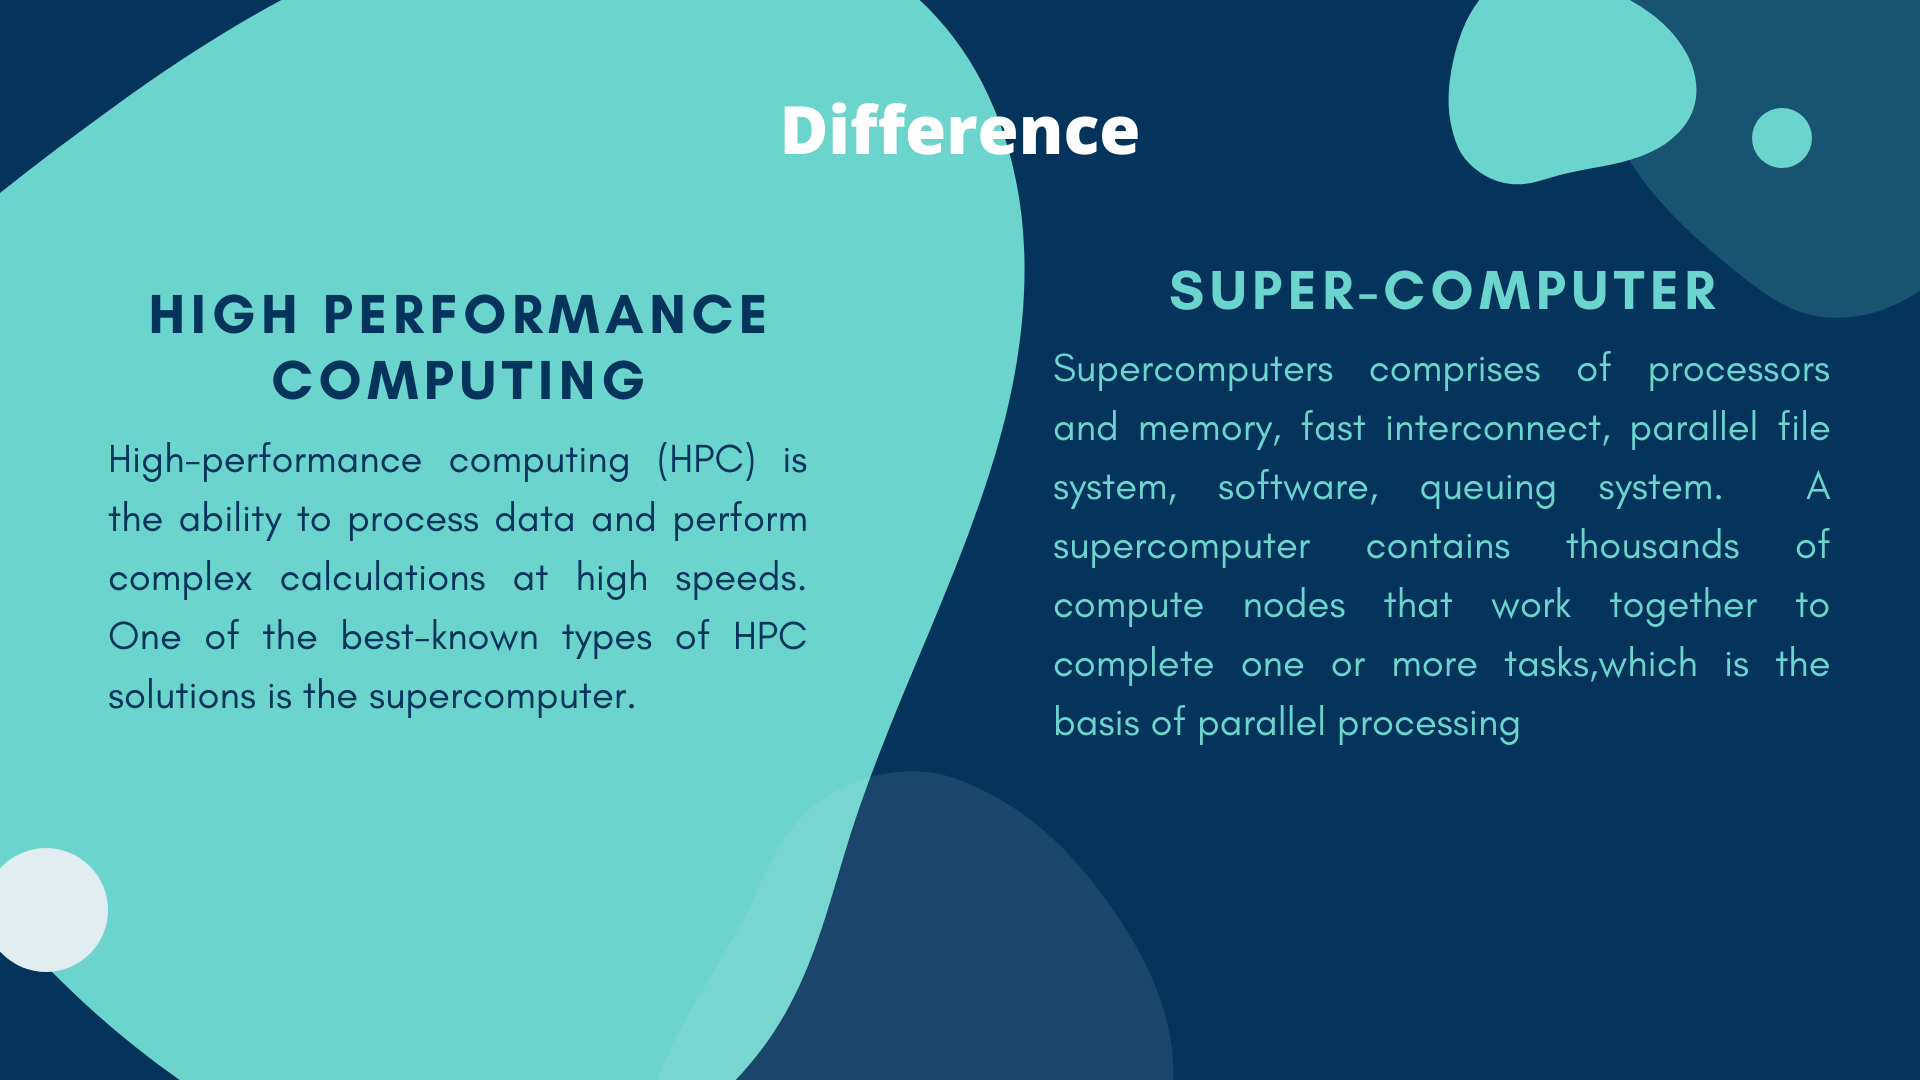 Difference
HIGH PERFORMANCE
COMPUTING
High-performance computing (HPC) is
the ability to process data and perform
complex calculations at high speeds.
One of the best-known types of HPC
solutions is the supercomputer.
SUPER-COMPUTER
Supercomputers comprises of processors
and memory, fast interconnect, parallel file
system, software, queuing system. A
supercomputer contains thousands of
compute nodes that work together to
complete one or more tasks,which is the
basis of parallel processing